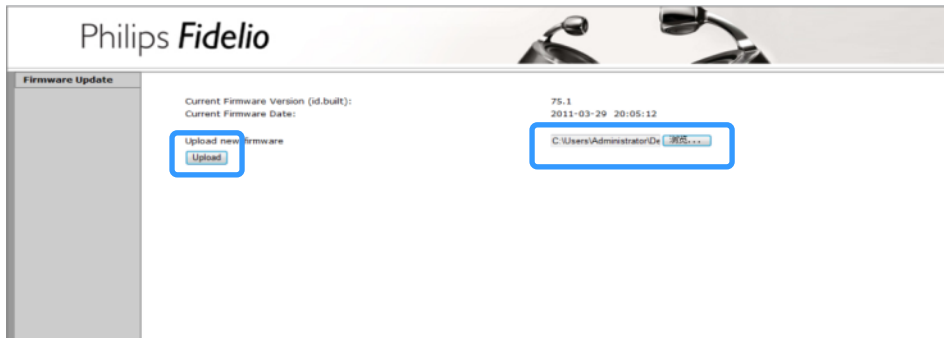 Philips Fidelio
Firmware Update
Current Firmware Version (id.built): 75.1
Current Firmware Date: 2011-03-29 20:05:12
Upload new firmware C:\Users\Administrator\De 浏览...
Upload